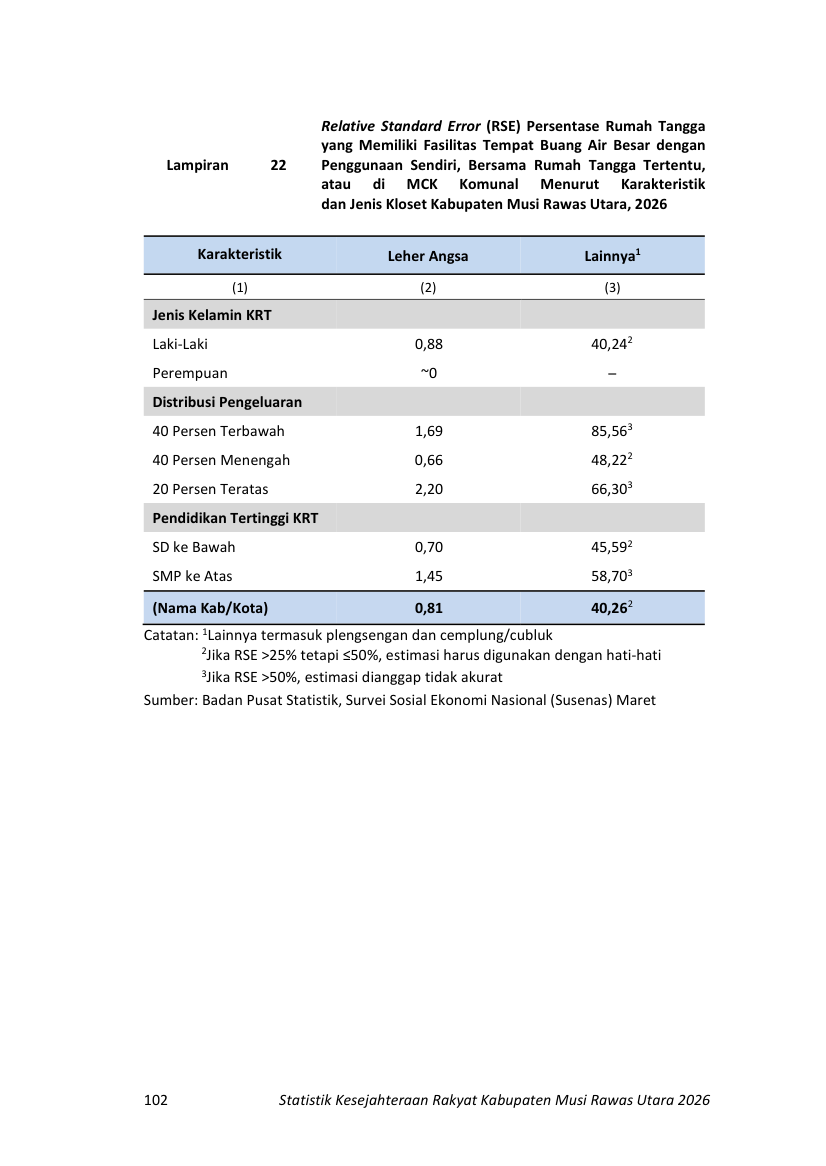 Relative Standard Error (RSE) Persentase Rumah Tangga
yang Memiliki Fasilitas Tempat Buang Air Besar dengan
Lampiran 22 Penggunaan Sendiri, Bersama Rumah Tangga Tertentu,
atau di MCK Komunal Menurut Karakteristik
dan Jenis Kloset Kabupaten Musi Rawas Utara, 2026
Karakteristik Leher Angsa Lainnya¹
(1) (2) (3)
Jenis Kelamin KRT
Laki-Laki 0,88 40,24²
Perempuan ~0 –
Distribusi Pengeluaran
40 Persen Terbawah 1,69 85,56³
40 Persen Menengah 0,66 48,22²
20 Persen Teratas 2,20 66,30³
Pendidikan Tertinggi KRT
SD ke Bawah 0,70 45,59²
SMP ke Atas 1,45 58,70³
(Nama Kab/Kota) 0,81 40,26²
Catatan: ¹Lainnya termasuk plengsengan dan cemplung/cubluk
²Jika RSE >25% tetapi ≤50%, estimasi harus digunakan dengan hati-hati
³Jika RSE >50%, estimasi dianggap tidak akurat
Sumber: Badan Pusat Statistik, Survei Sosial Ekonomi Nasional (Susenas) Maret
102 Statistik Kesejahteraan Rakyat Kabupaten Musi Rawas Utara 2026